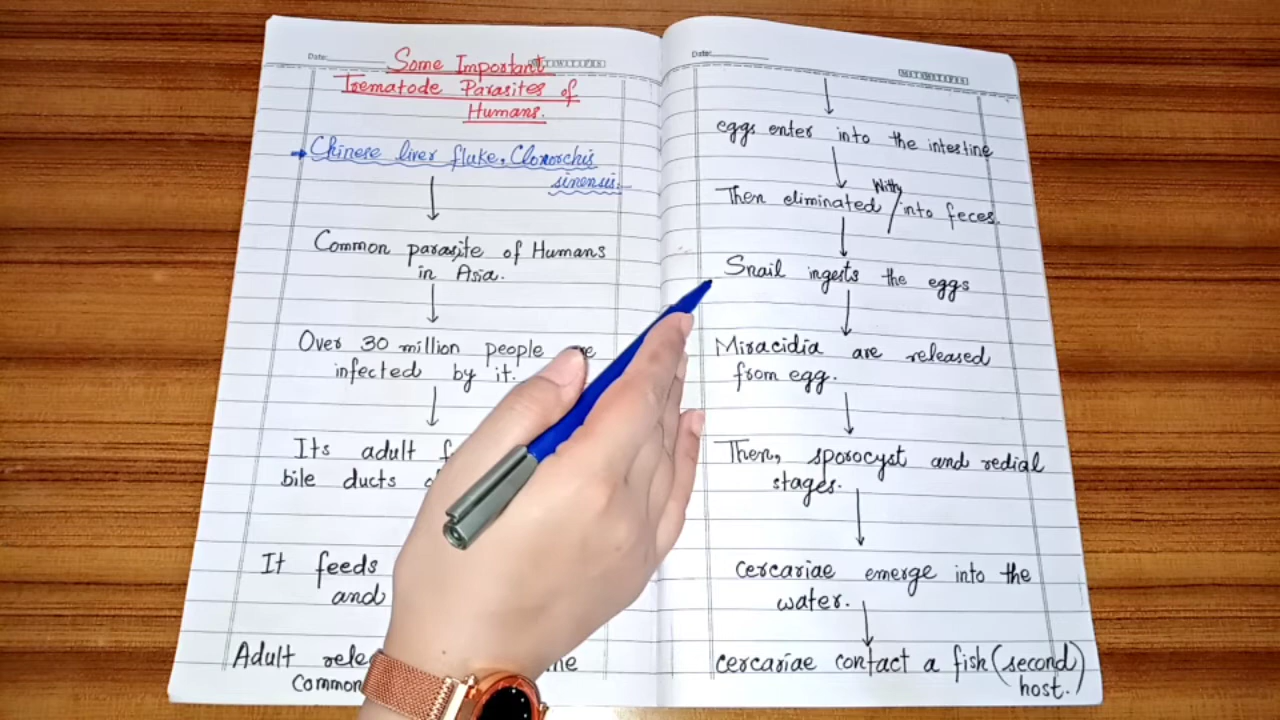 Date:
Some Important
Trematode Parasites of
Humans.
Chinese liver fluke, Clonorchis
sinensis.
Common parasite of Humans
in Asia.
Over 30 million people
infected by it.
Its adult
bile ducts
It feeds
and
Adult
Common
Date:
eggs enter into the intestine
With
Then eliminated / into feces.
Snail ingests the eggs
Miracidia are released
from egg.
Then, sporocyst and redial
stages.
cercariae emerge into the
water.
cercariae contact a fish (second
host.)